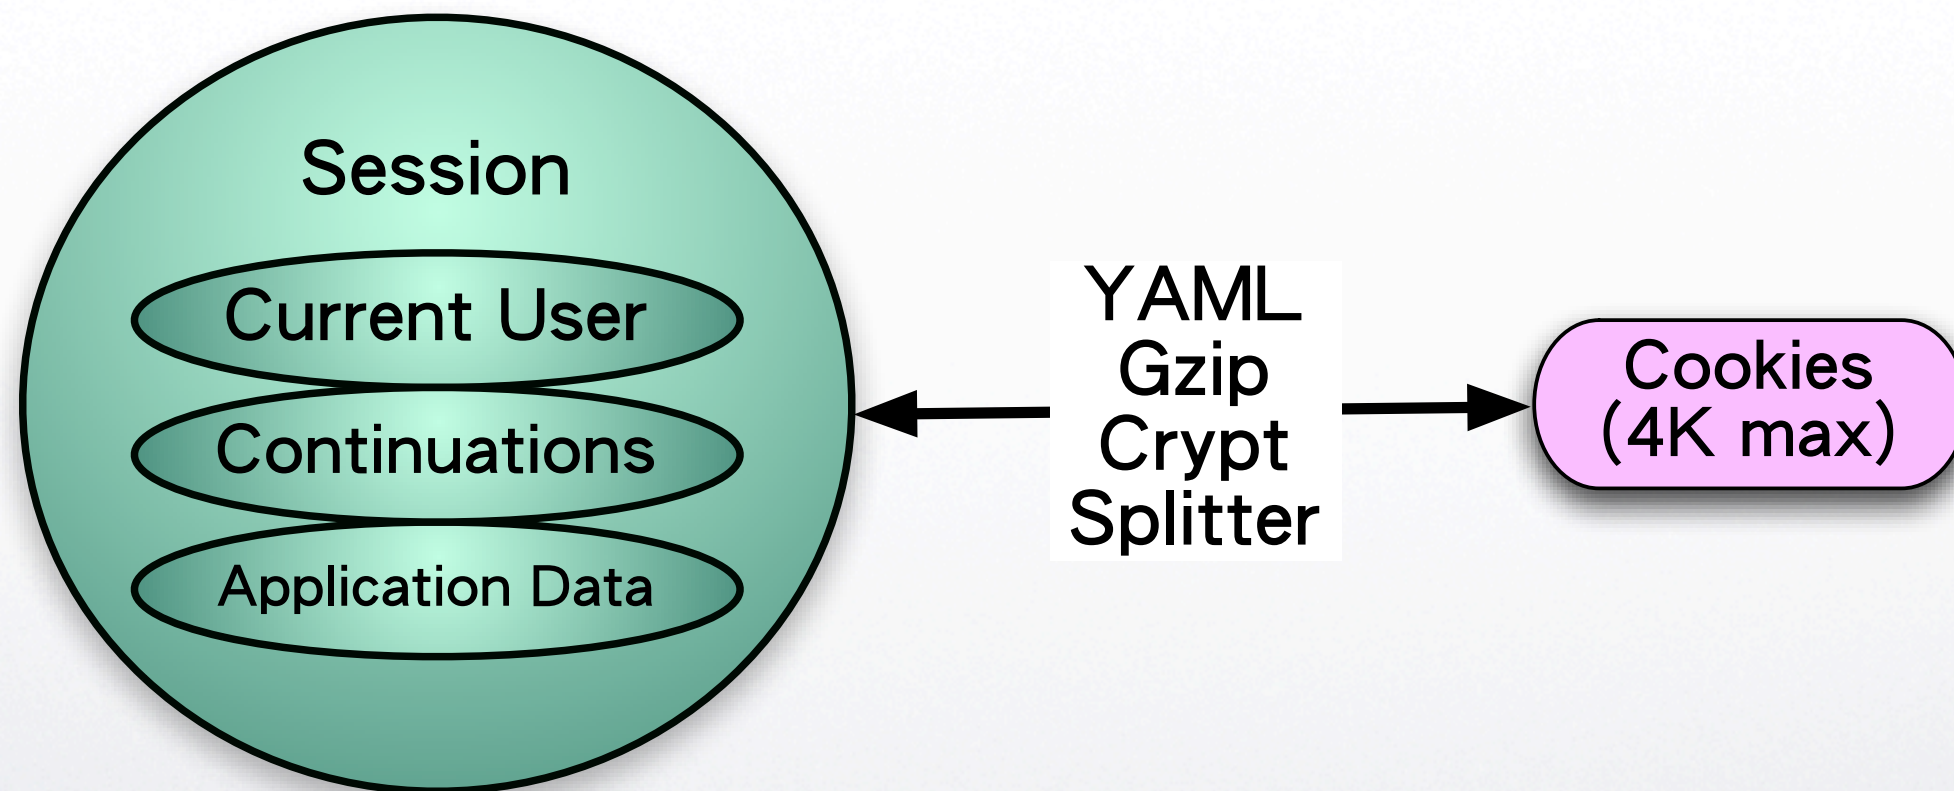 Session
Current User
Continuations
Application Data
YAML
Gzip
Crypt
Splitter
Cookies
(4K max)